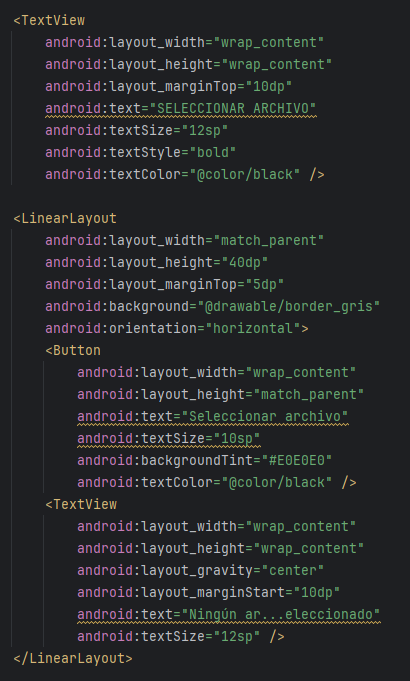 <TextView
    android:layout_width="wrap_content"
    android:layout_height="wrap_content"
    android:layout_marginTop="10dp"
    android:text="SELECCIONAR ARCHIVO"
    android:textSize="12sp"
    android:textStyle="bold"
    android:textColor="@color/black" />

<LinearLayout
    android:layout_width="match_parent"
    android:layout_height="40dp"
    android:layout_marginTop="5dp"
    android:background="@drawable/border_gris"
    android:orientation="horizontal">
    <Button
        android:layout_width="wrap_content"
        android:layout_height="match_parent"
        android:text="Seleccionar archivo"
        android:textSize="10sp"
        android:backgroundTint="#E0E0E0"
        android:textColor="@color/black" />
    <TextView
        android:layout_width="wrap_content"
        android:layout_height="wrap_content"
        android:layout_gravity="center"
        android:layout_marginStart="10dp"
        android:text="Ningún ar...eleccionado"
        android:textSize="12sp" />
</LinearLayout>